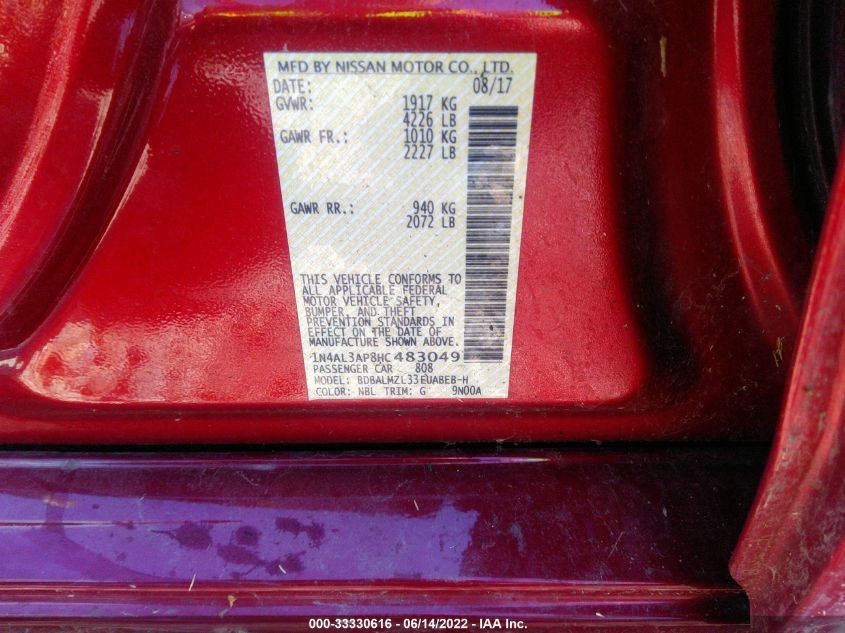 MFD BY NISSAN MOTOR CO., LTD.
DATE: 08/17
GVWR: 1917 KG
4226 LB
GAWR FR.: 1010 KG
2227 LB
GAWR RR.: 940 KG
2072 LB
THIS VEHICLE CONFORMS TO
ALL APPLICABLE FEDERAL
MOTOR VEHICLE SAFETY,
BUMPER, AND THEFT
PREVENTION STANDARDS IN
EFFECT ON THE DATE OF
MANUFACTURE SHOWN ABOVE.
1N4AL3AP8HC483049
PASSENGER CAR 808
MODEL: BDBALMZL33EUABEB-H
COLOR: NBL TRIM: G 9N00A
000-33330616 - 06/14/2022 - IAA Inc.